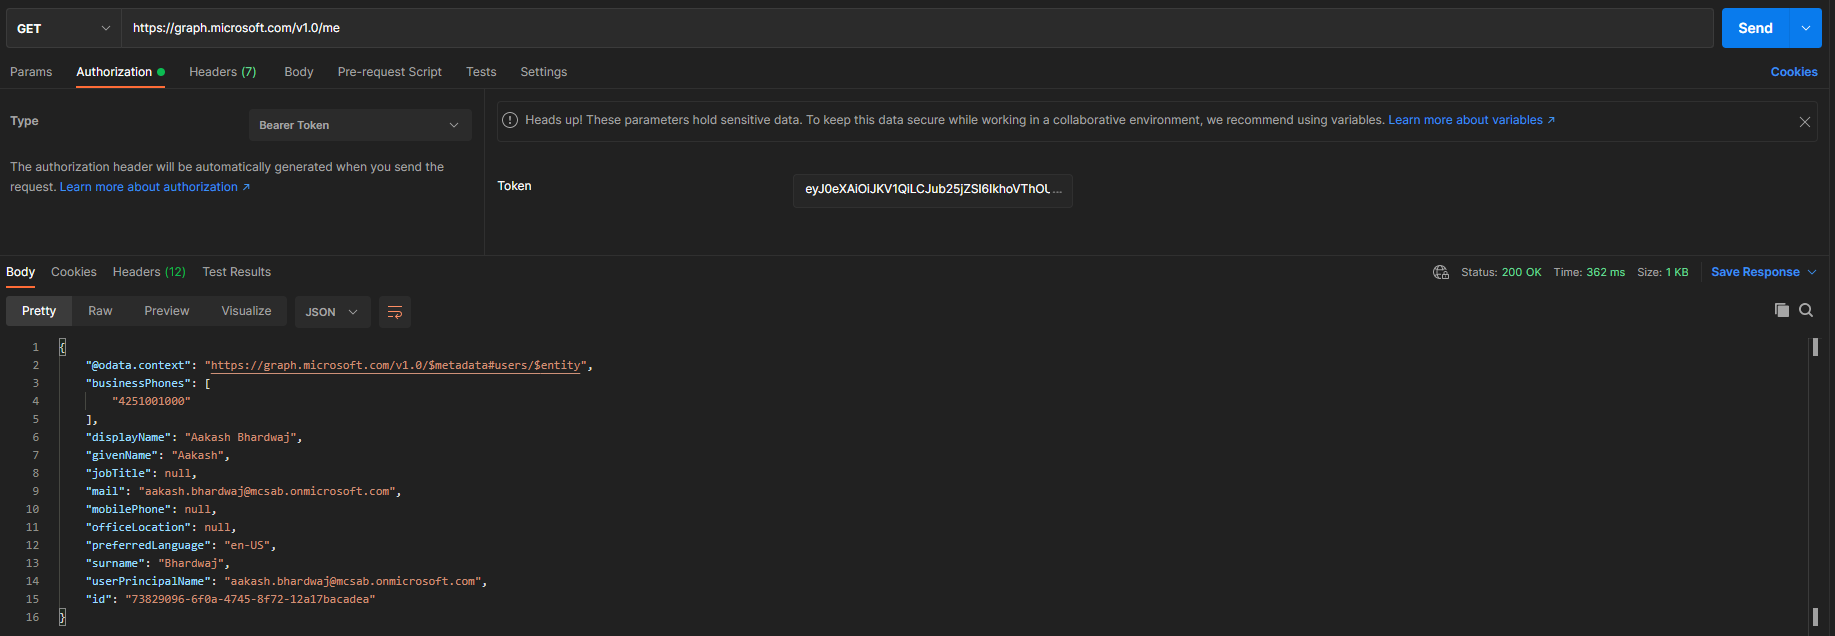 GET
https://graph.microsoft.com/v1.0/me
Send
Params Authorization Headers (7) Body Pre-request Script Tests Settings Cookies
Type
Bearer Token
The authorization header will be automatically generated when you send the
request. Learn more about authorization ↗
Heads up! These parameters hold sensitive data. To keep this data secure while working in a collaborative environment, we recommend using variables. Learn more about variables ↗
Token
eyJ0eXAiOiJKV1QiLCJub25jZSI6IkhoVThOU...
Body Cookies Headers (12) Test Results
Status: 200 OK Time: 362 ms Size: 1 KB Save Response
Pretty Raw Preview Visualize JSON
1 {
2 "@odata.context": "https://graph.microsoft.com/v1.0/$metadata#users/$entity",
3 "businessPhones": [
4 "4251001000"
5 ],
6 "displayName": "Aakash Bhardwaj",
7 "givenName": "Aakash",
8 "jobTitle": null,
9 "mail": "aakash.bhardwaj@mcsab.onmicrosoft.com",
10 "mobilePhone": null,
11 "officeLocation": null,
12 "preferredLanguage": "en-US",
13 "surname": "Bhardwaj",
14 "userPrincipalName": "aakash.bhardwaj@mcsab.onmicrosoft.com",
15 "id": "73829096-6f0a-4745-8f72-12a17bacadea"
16 }